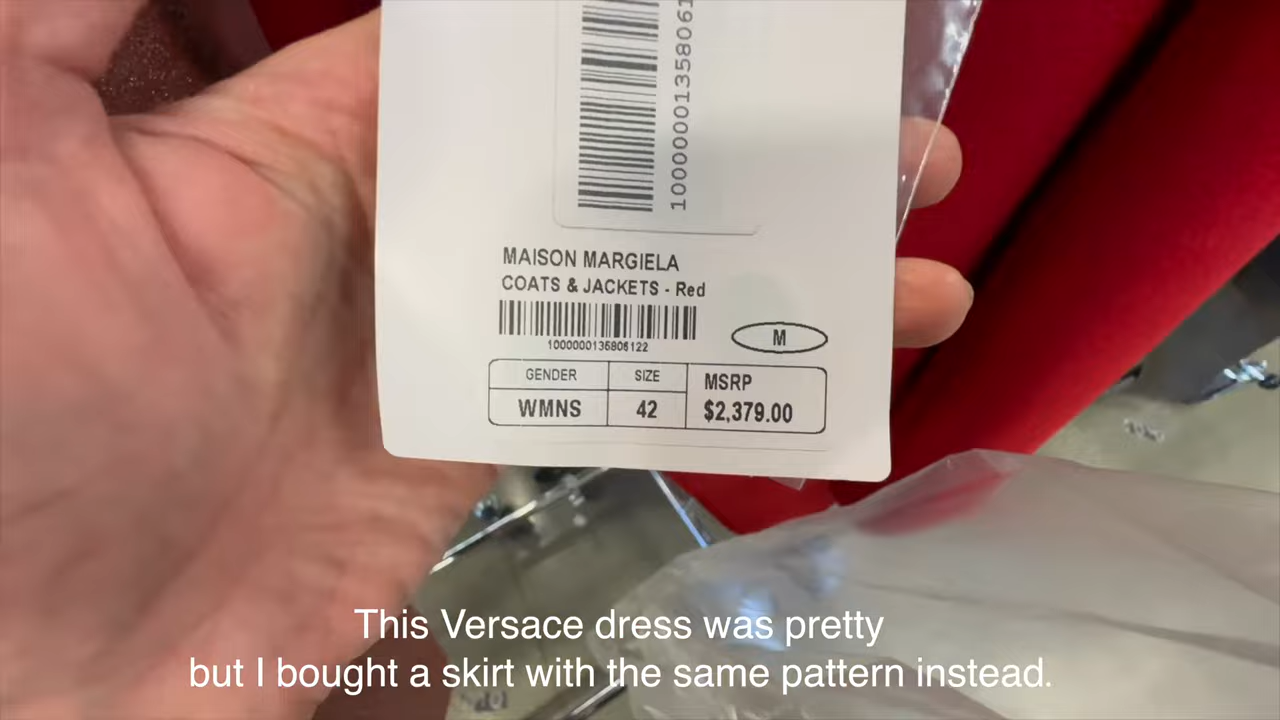 10000001358061
MAISON MARGIELA
COATS & JACKETS - Red
1000000135806122
M
GENDER SIZE MSRP
WMNS 42 $2,379.00
This Versace dress was pretty
but I bought a skirt with the same pattern instead.